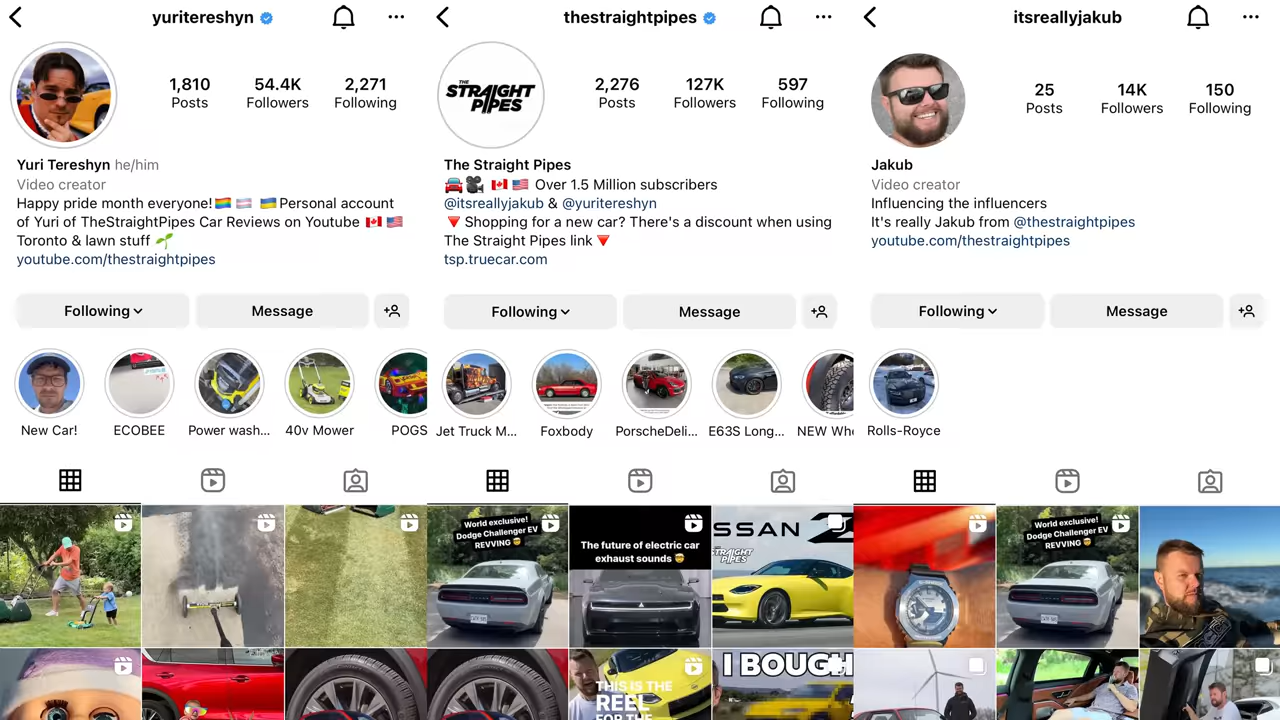 yuritereshyn
1,810
54.4K
2,271
Posts
Followers
Following
Yuri Tereshyn he/him
Video creator
Happy pride month everyone! Personal account
of Yuri of TheStraightPipes Car Reviews on Youtube
Toronto & lawn stuff
youtube.com/thestraightpipes
Following
Message
New Car!
ECOBEE
Power wash...
40v Mower
POGS
thestraightpipes
THE
STRAIGHT
PIPES
2,276
127K
597
Posts
Followers
Following
The Straight Pipes
Over 1.5 Million subscribers
@itsreallyjakub & @yuritereshyn
Shopping for a new car? There's a discount when using
The Straight Pipes link
tsp.truecar.com
Following
Message
Jet Truck M...
Foxbody
PorscheDeli...
E63S Long...
NEW Whe
World exclusive!
Dodge Challenger EV
REVVING
The future of electric car
exhaust sounds
SSAN Z
STRAIGHT
PIPES
THIS IS THE
REEL
FOR THE
I BOUGH
itsreallyjakub
25
14K
150
Posts
Followers
Following
Jakub
Video creator
Influencing the influencers
It's really Jakub from @thestraightpipes
youtube.com/thestraightpipes
Following
Message
Rolls-Royce
World exclusive!
Dodge Challenger EV
REVVING